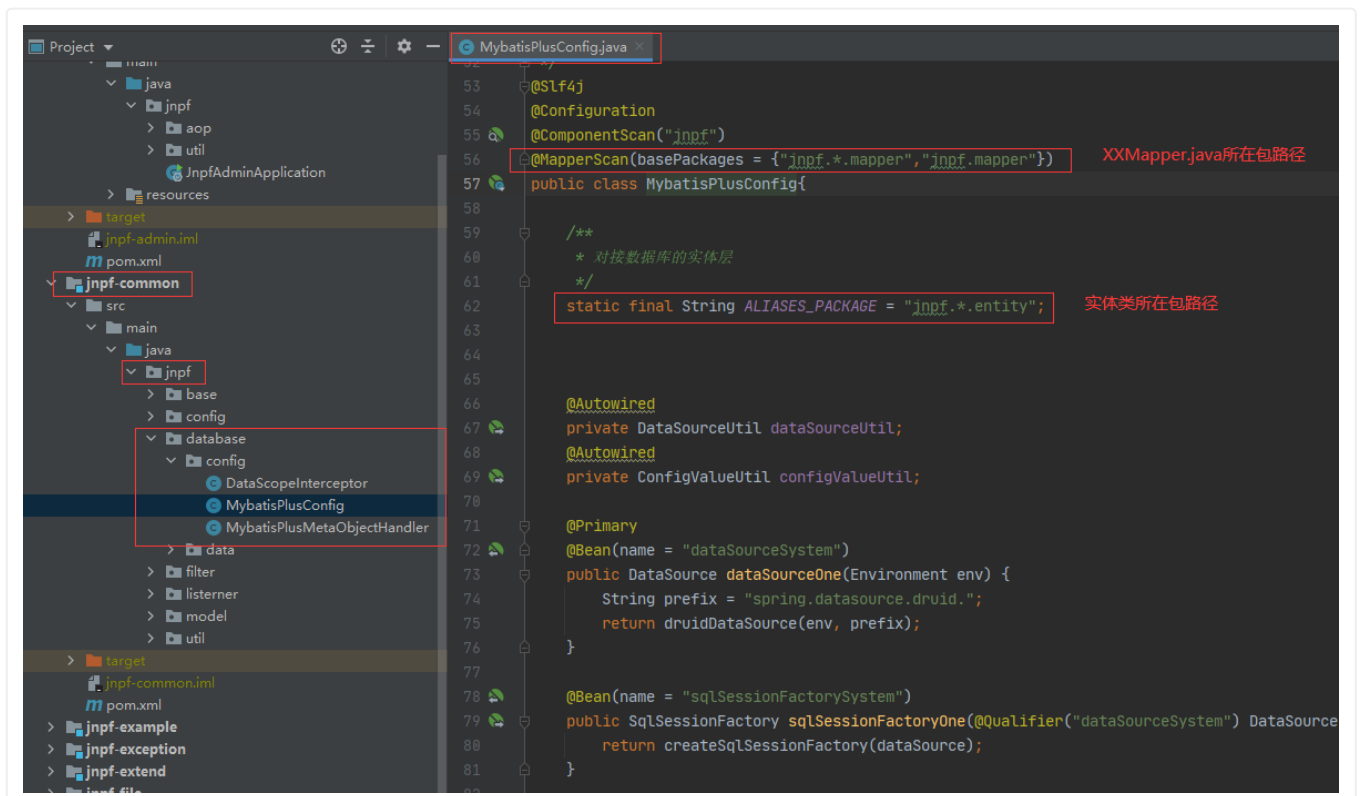 Project
MybatisPlusConfig.java
main
java
jnpf
aop
util
JnpfAdminApplication
resources
target
jnpf-admin.iml
pom.xml
jnpf-common
src
main
java
jnpf
base
config
database
config
DataScopeInterceptor
MybatisPlusConfig
MybatisPlusMetaObjectHandler
data
filter
listerner
model
util
target
jnpf-common.iml
pom.xml
jnpf-example
jnpf-exception
jnpf-extend
jnpf-file
52 */
53 @Slf4j
54 @Configuration
55 @ComponentScan("jnpf")
56 @MapperScan(basePackages = {"jnpf.*.mapper","jnpf.mapper"}) XXMapper.java所在包路径
57 public class MybatisPlusConfig{
58
59 /**
60 * 对接数据库的实体层
61 */
62 static final String ALIASES_PACKAGE = "jnpf.*.entity"; 实体类所在包路径
63
64
65
66 @Autowired
67 private DataSourceUtil dataSourceUtil;
68 @Autowired
69 private ConfigValueUtil configValueUtil;
70
71 @Primary
72 @Bean(name = "dataSourceSystem")
73 public DataSource dataSourceOne(Environment env) {
74 String prefix = "spring.datasource.druid.";
75 return druidDataSource(env, prefix);
76 }
77
78 @Bean(name = "sqlSessionFactorySystem")
79 public SqlSessionFactory sqlSessionFactoryOne(@Qualifier("dataSourceSystem") DataSource
80 return createSqlSessionFactory(dataSource);
81 }
82